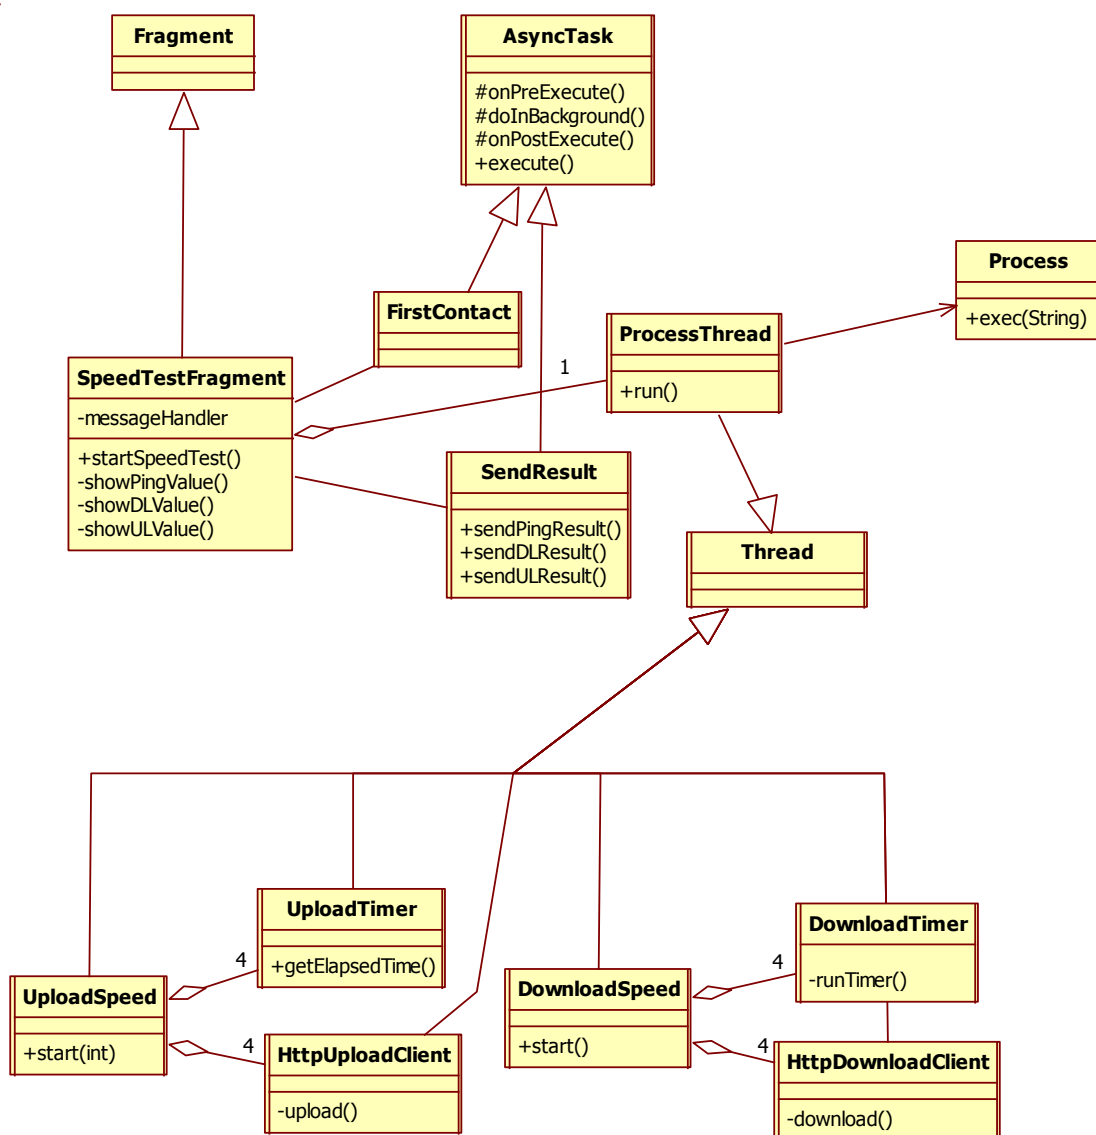 Fragment
AsyncTask
#onPreExecute()
#doInBackground()
#onPostExecute()
+execute()
Process
+exec(String)
FirstContact
ProcessThread
+run()
1
SpeedTestFragment
-messageHandler
+startSpeedTest()
-showPingValue()
-showDLValue()
-showULValue()
SendResult
+sendPingResult()
+sendDLResult()
+sendULResult()
Thread
UploadTimer
+getElapsedTime()
4
DownloadTimer
-runTimer()
4
UploadSpeed
+start(int)
DownloadSpeed
+start()
4
HttpUploadClient
-upload()
4
HttpDownloadClient
-download()